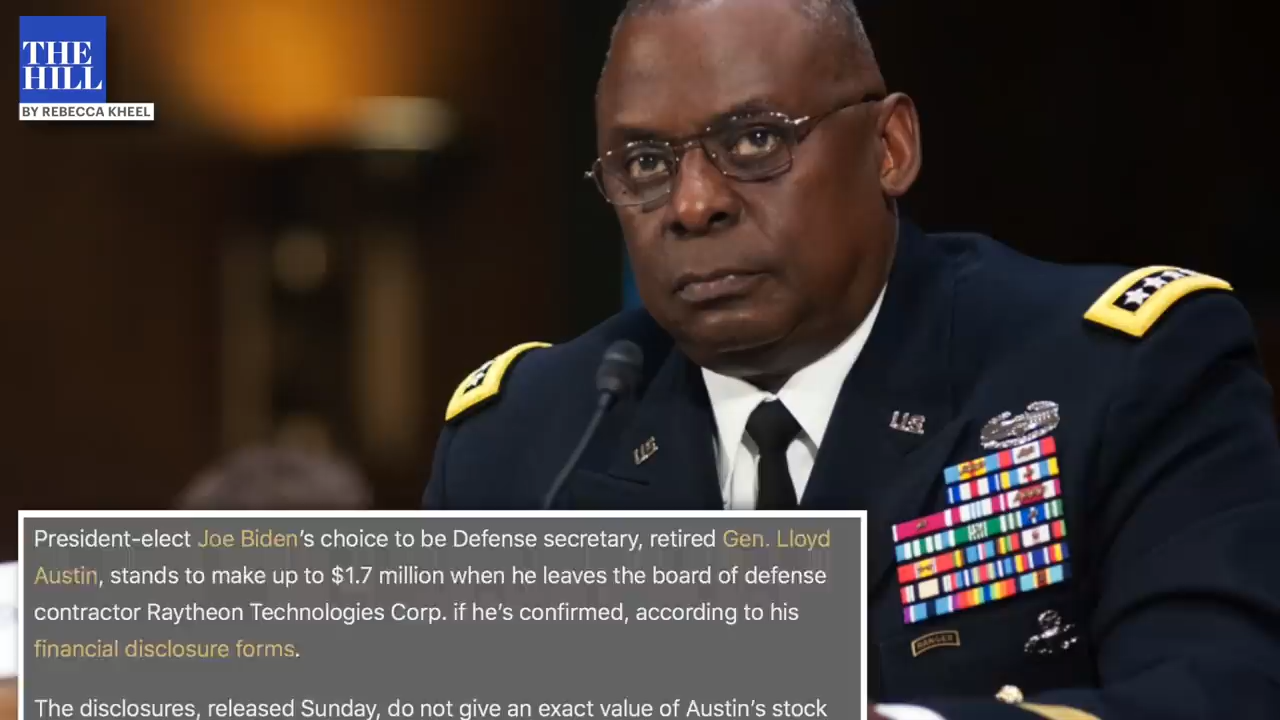 THE
HILL
BY REBECCA KHEEL
U.S.
U.S.
RANGER
President-elect Joe Biden's choice to be Defense secretary, retired Gen. Lloyd
Austin, stands to make up to $1.7 million when he leaves the board of defense
contractor Raytheon Technologies Corp. if he's confirmed, according to his
financial disclosure forms.
The disclosures, released Sunday, do not give an exact value of Austin's stock